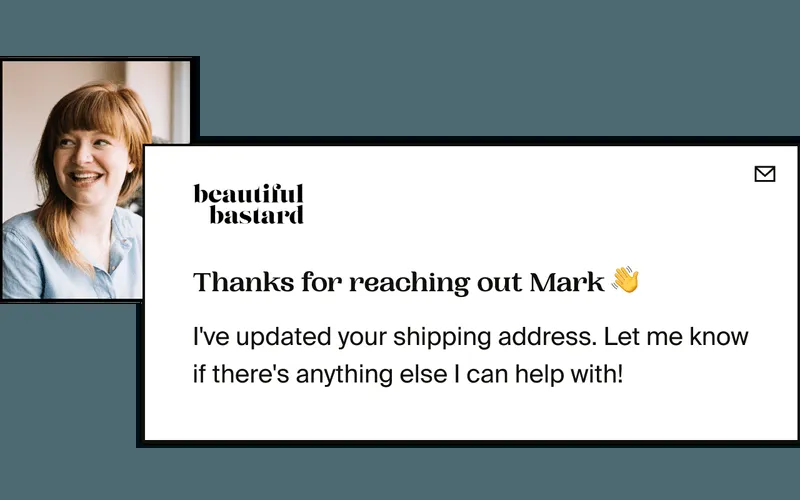 beautiful
bastard
Thanks for reaching out Mark 👋
I've updated your shipping address. Let me know
if there's anything else I can help with!